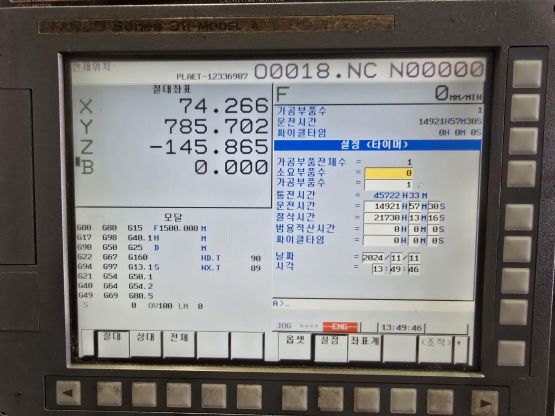 FANUC Series 31i-MODEL A
현재위치
PLAET-12336987 O0018.NC N00000
절대좌표
X 74.266
Y 785.702
Z -145.865
B 0.000
F 0 MM/MIN
가공부품수 1
운전시간 14921H57M30S
싸이클타임 0H 0M 0S
설정 (타이머)
가공부품전체수 = 1
소요부품수 = 0
가공부품수 = 1
통전시간 = 45722H33M
운전시간 = 14921H57M30S
절삭시간 = 21730H13M16S
범용적산시간 = 0H 0M 0S
싸이클타임 = 0H 0M 0S
날짜 = 2024/11/11
시각 = 13:49:46
모달
G00 G80 G15 F1500.000 M
G17 G98 G40.1 H M
G90 G50 G25 D M
G22 G67 G160 HD.T 90
G94 G97 G13.1 S NX.T 89
G21 G54 G50.1
G40 G64 G54.2
G49 G69 G80.5
S 0 OV100 LM 0
A>_
JOG **** --EMG-- 13:49:46
절대 상대 전체
옵셋 설정 좌표계 (조작)